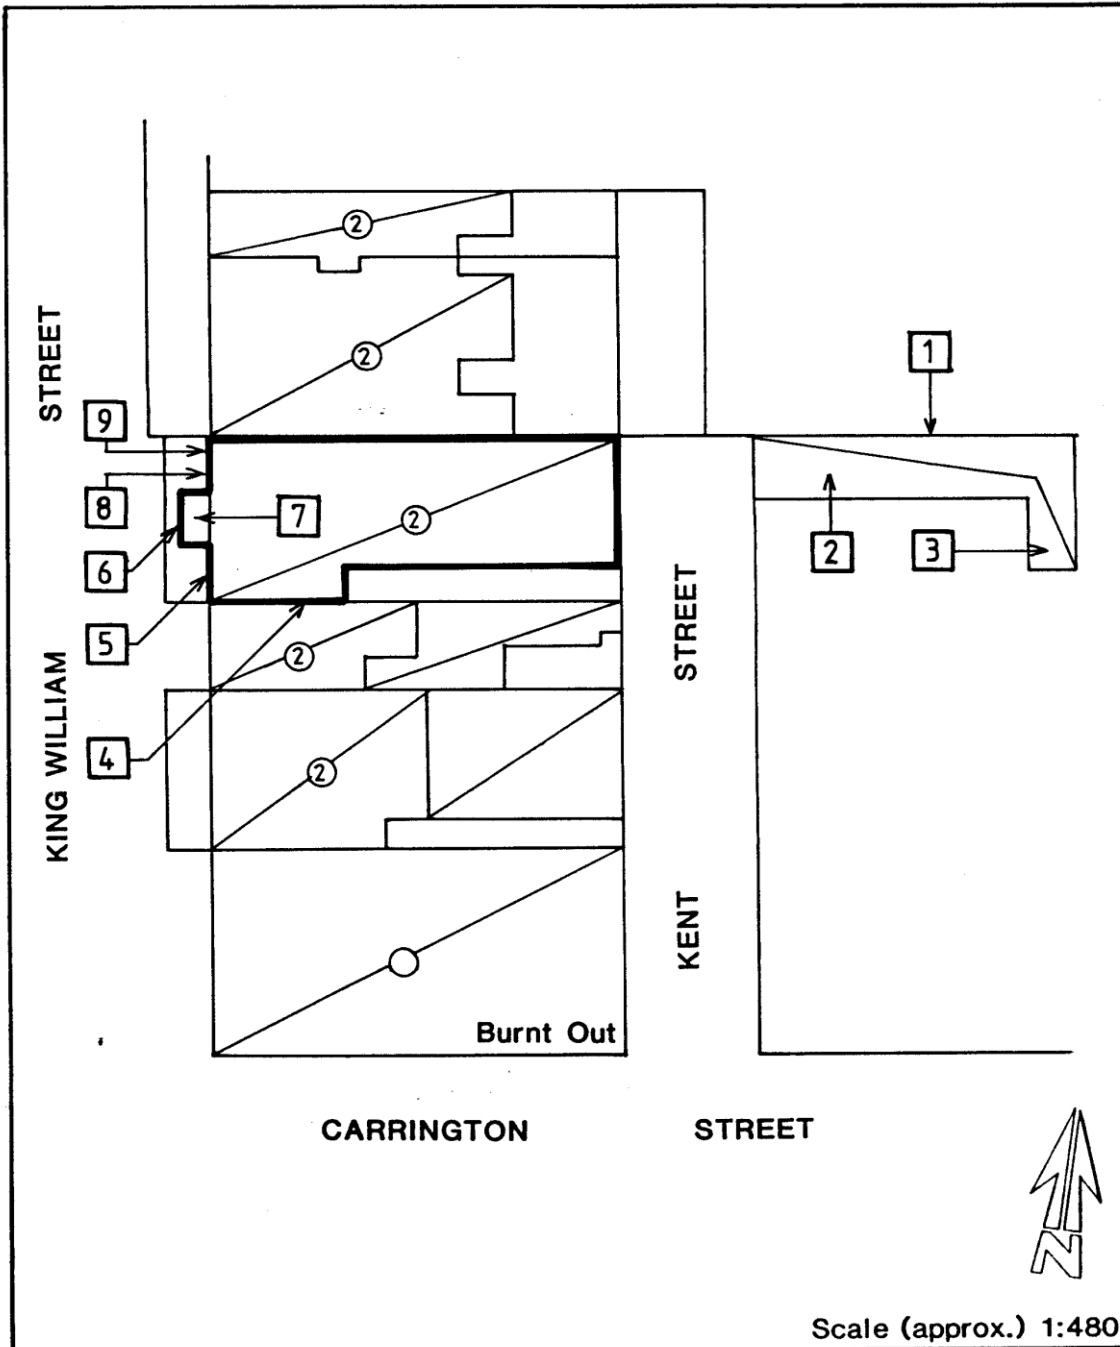 2
2
1
STREET
9
8
7
2
2
3
6
5
STREET
2
KING WILLIAM
4
2
KENT
Burnt Out
CARRINGTON STREET
N
Scale (approx.) 1:480